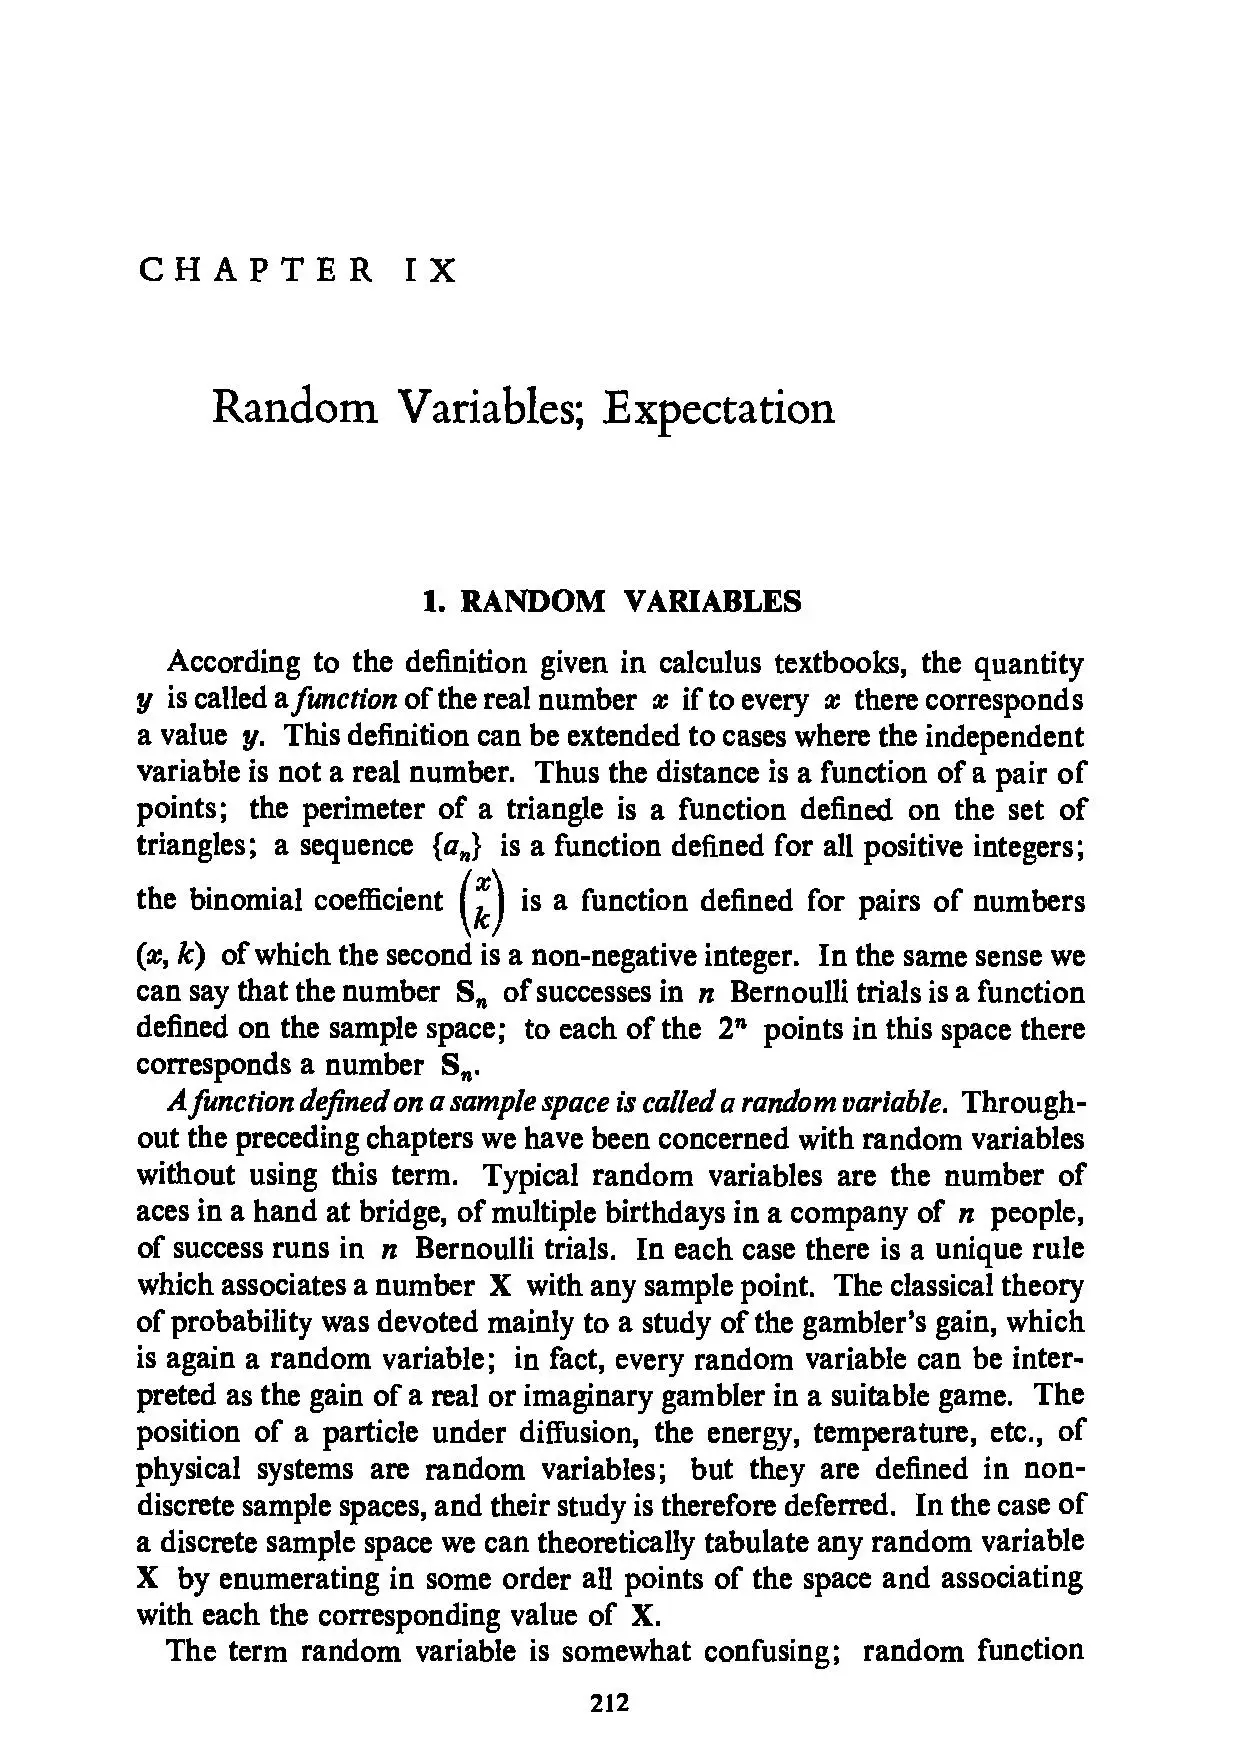 CHAPTER IX
Random Variables; Expectation
1. RANDOM VARIABLES
According to the definition given in calculus textbooks, the quantity
y is called a function of the real number x if to every x there corresponds
a value y. This definition can be extended to cases where the independent
variable is not a real number. Thus the distance is a function of a pair of
points; the perimeter of a triangle is a function defined on the set of
triangles; a sequence {aₙ} is a function defined for all positive integers;
the binomial coefficient (x k) is a function defined for pairs of numbers
(x, k) of which the second is a non-negative integer. In the same sense we
can say that the number Sₙ of successes in n Bernoulli trials is a function
defined on the sample space; to each of the 2ⁿ points in this space there
corresponds a number Sₙ.
A function defined on a sample space is called a random variable. Through-
out the preceding chapters we have been concerned with random variables
without using this term. Typical random variables are the number of
aces in a hand at bridge, of multiple birthdays in a company of n people,
of success runs in n Bernoulli trials. In each case there is a unique rule
which associates a number X with any sample point. The classical theory
of probability was devoted mainly to a study of the gambler's gain, which
is again a random variable; in fact, every random variable can be inter-
preted as the gain of a real or imaginary gambler in a suitable game. The
position of a particle under diffusion, the energy, temperature, etc., of
physical systems are random variables; but they are defined in non-
discrete sample spaces, and their study is therefore deferred. In the case of
a discrete sample space we can theoretically tabulate any random variable
X by enumerating in some order all points of the space and associating
with each the corresponding value of X.
The term random variable is somewhat confusing; random function
212